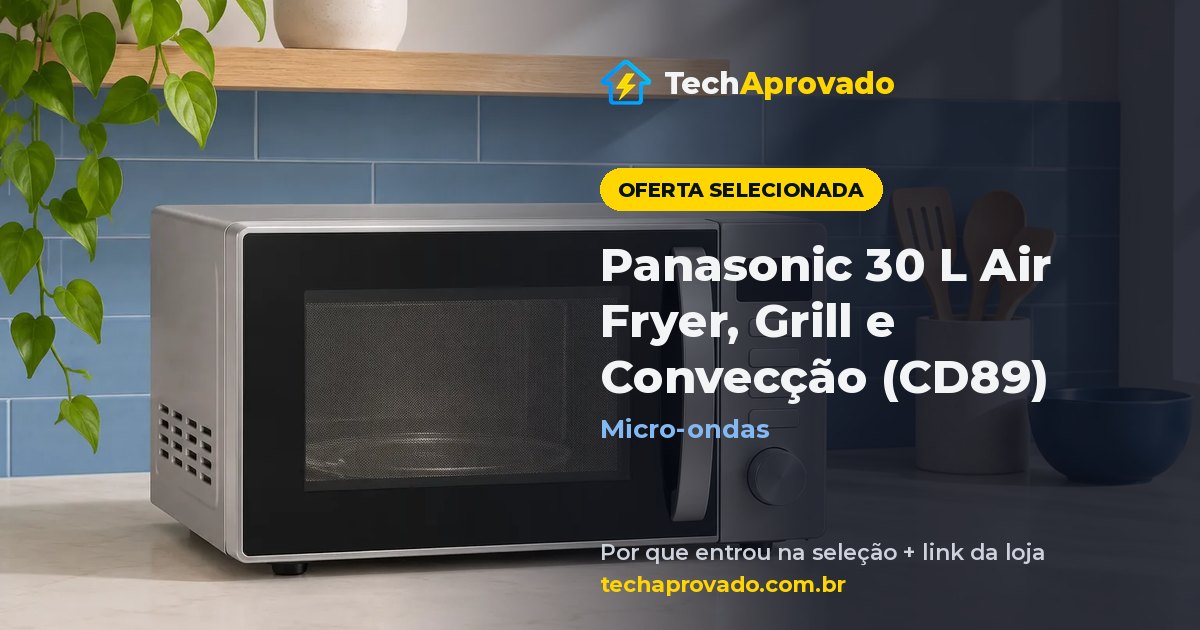 TechAprovado
OFERTA SELECIONADA
Panasonic 30 L Air
Fryer, Grill e
Convecção (CD89)
Micro-ondas
Por que entrou na seleção + link da loja
techaprovado.com.br